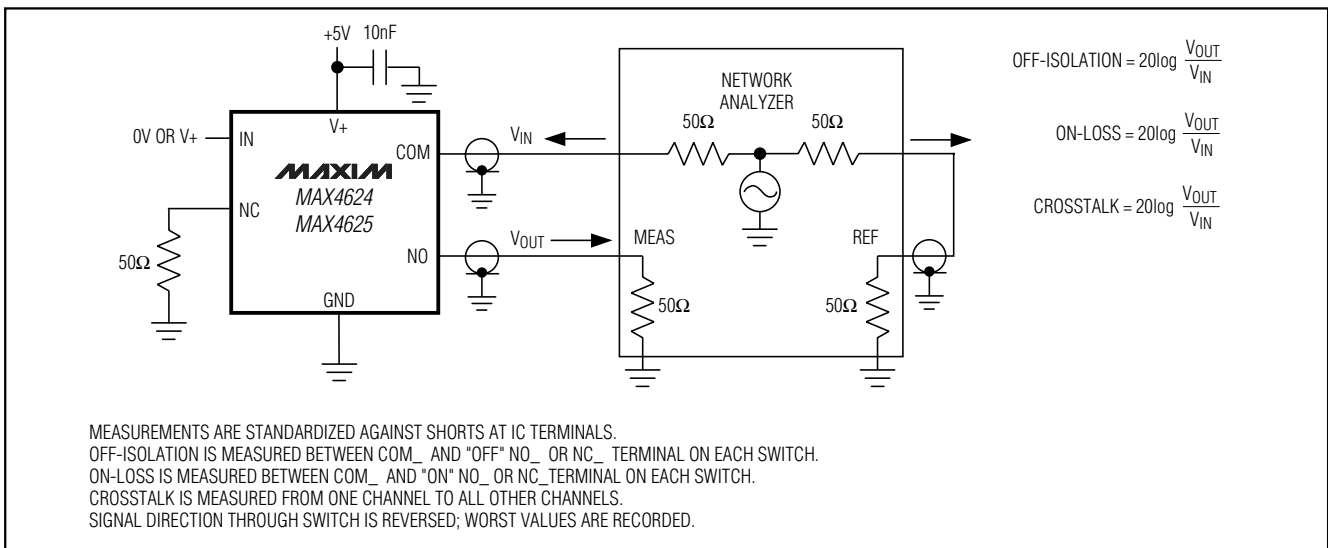 +5V 10nF
0V OR V+
IN
V+
COM
MAXIM
MAX4624
MAX4625
NC
NO
GND
50Ω
VIN
VOUT
NETWORK
ANALYZER
50Ω 50Ω
MEAS REF
50Ω 50Ω
OFF-ISOLATION = 20log VOUT
VIN
ON-LOSS = 20log VOUT
VIN
CROSSTALK = 20log VOUT
VIN
MEASUREMENTS ARE STANDARDIZED AGAINST SHORTS AT IC TERMINALS.
OFF-ISOLATION IS MEASURED BETWEEN COM_ AND "OFF" NO_ OR NC_ TERMINAL ON EACH SWITCH.
ON-LOSS IS MEASURED BETWEEN COM_ AND "ON" NO_ OR NC_TERMINAL ON EACH SWITCH.
CROSSTALK IS MEASURED FROM ONE CHANNEL TO ALL OTHER CHANNELS.
SIGNAL DIRECTION THROUGH SWITCH IS REVERSED; WORST VALUES ARE RECORDED.